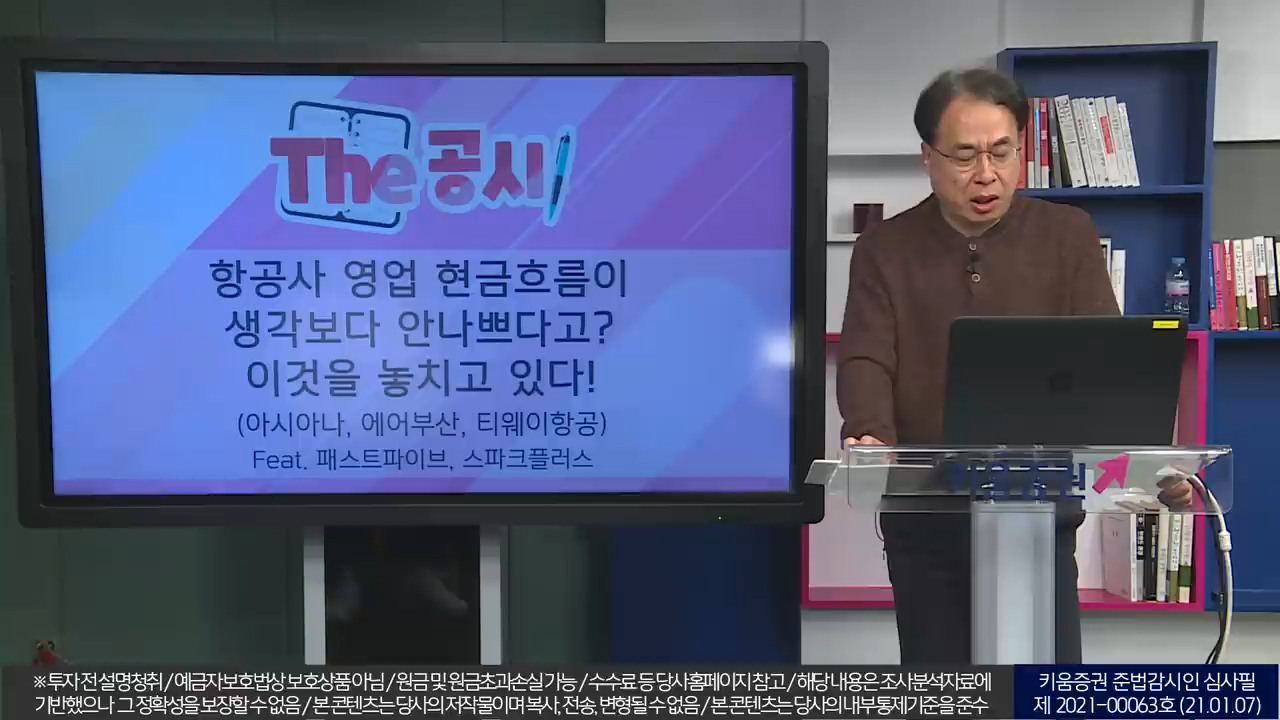 The 공시
항공사 영업 현금흐름이
생각보다 안나쁘다고?
이것을 놓치고 있다!
(아시아나, 에어부산, 티웨이항공)
Feat. 패스트파이브, 스파크플러스
키움증권
※ 투자 전 설명청취 / 예금자보호법상 보호상품 아님 / 원금 및 원금초과손실 가능 / 수수료 등 당사홈페이지 참고 / 해당 내용은 조사분석자료에
기반했으나 그 정확성을 보장할 수 없음 / 본 콘텐츠는 당사의 저작물이며 복사, 전송, 변형될 수 없음 / 본 콘텐츠는 당사의 내부통제기준을 준수
키움증권 준법감시인 심사필
제 2021-00063호 (21.01.07)